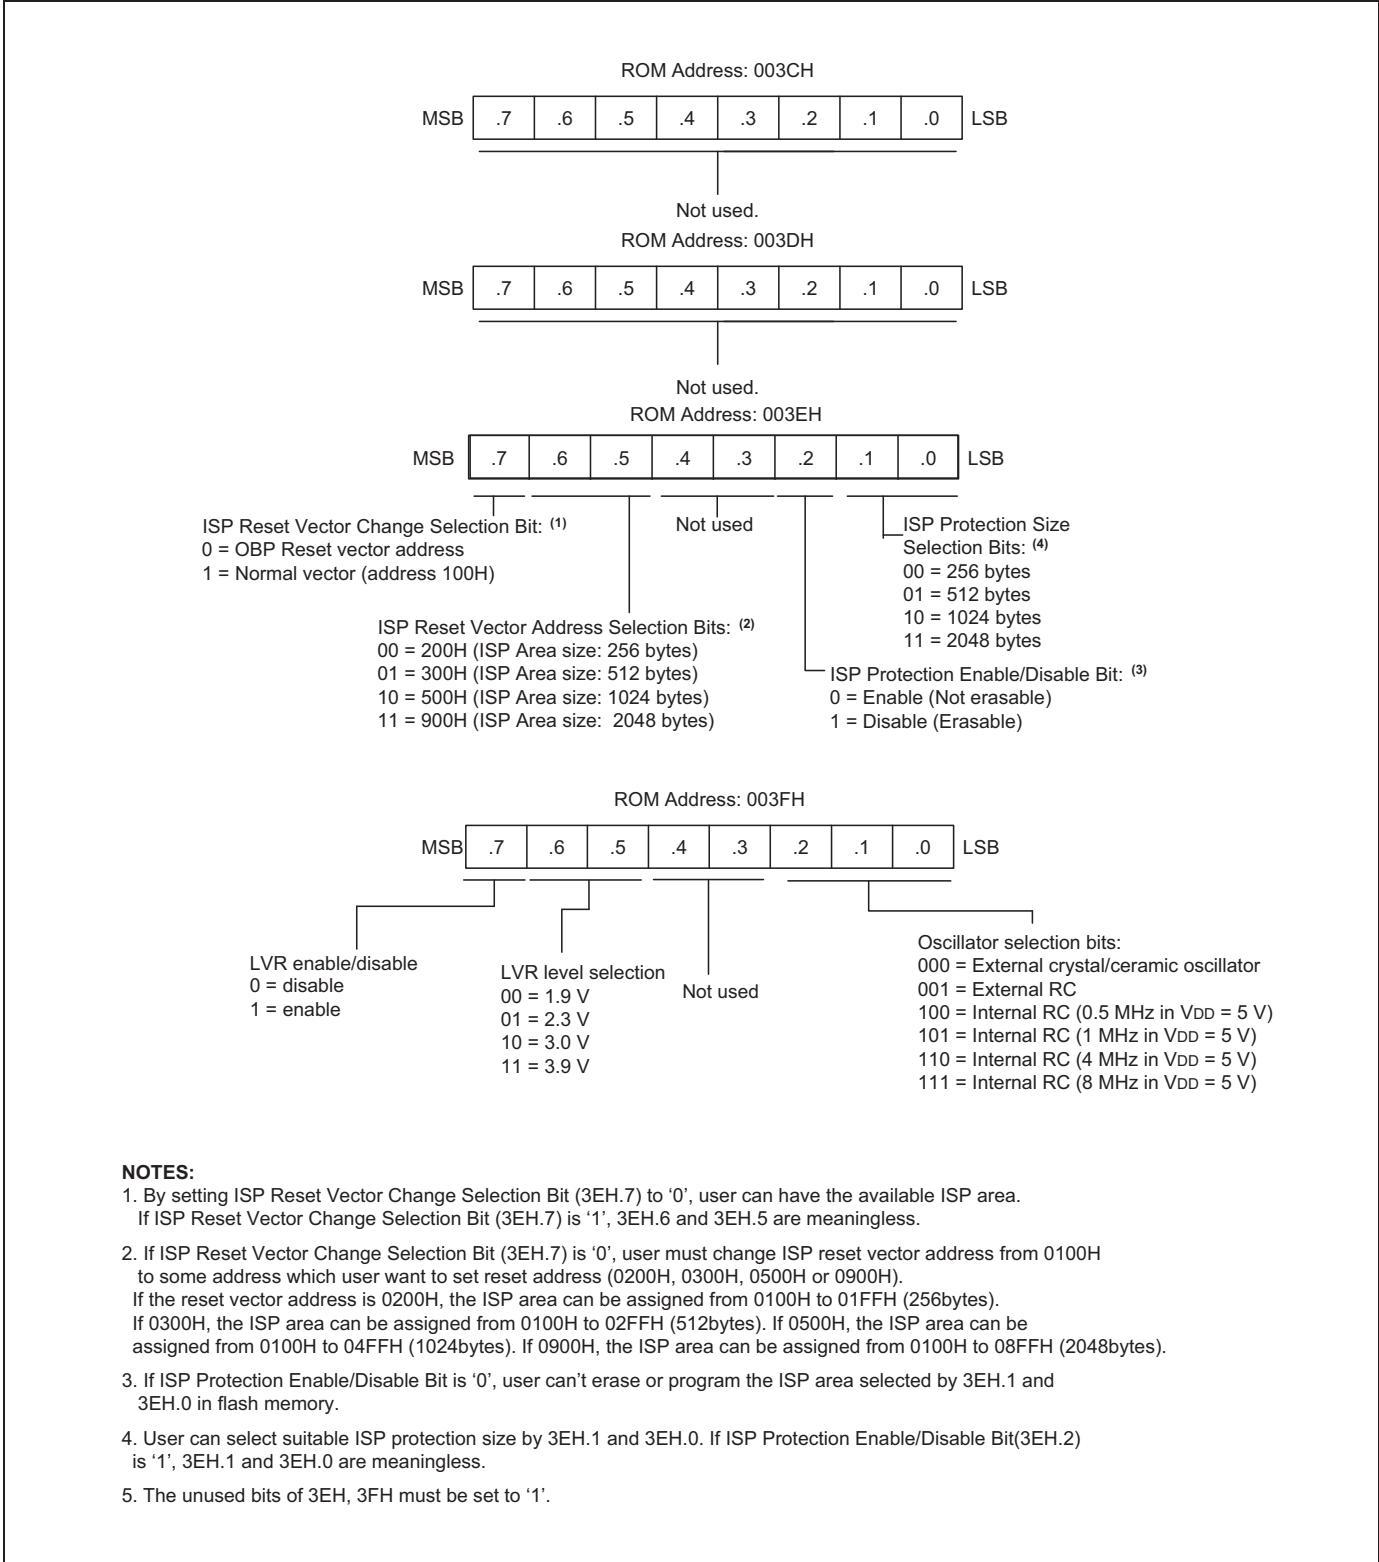 ROM Address: 003CH
MSB .7 .6 .5 .4 .3 .2 .1 .0 LSB
Not used.
ROM Address: 003DH
MSB .7 .6 .5 .4 .3 .2 .1 .0 LSB
Not used.
ROM Address: 003EH
MSB .7 .6 .5 .4 .3 .2 .1 .0 LSB
ISP Reset Vector Change Selection Bit: (1)
0 = OBP Reset vector address
1 = Normal vector (address 100H)
ISP Reset Vector Address Selection Bits: (2)
00 = 200H (ISP Area size: 256 bytes)
01 = 300H (ISP Area size: 512 bytes)
10 = 500H (ISP Area size: 1024 bytes)
11 = 900H (ISP Area size: 2048 bytes)
Not used
ISP Protection Size
Selection Bits: (4)
00 = 256 bytes
01 = 512 bytes
10 = 1024 bytes
11 = 2048 bytes
ISP Protection Enable/Disable Bit: (3)
0 = Enable (Not erasable)
1 = Disable (Erasable)
ROM Address: 003FH
MSB .7 .6 .5 .4 .3 .2 .1 .0 LSB
LVR enable/disable
0 = disable
1 = enable
LVR level selection
00 = 1.9 V
01 = 2.3 V
10 = 3.0 V
11 = 3.9 V
Not used
Oscillator selection bits:
000 = External crystal/ceramic oscillator
001 = External RC
100 = Internal RC (0.5 MHz in VDD = 5 V)
101 = Internal RC (1 MHz in VDD = 5 V)
110 = Internal RC (4 MHz in VDD = 5 V)
111 = Internal RC (8 MHz in VDD = 5 V)
NOTES:
1. By setting ISP Reset Vector Change Selection Bit (3EH.7) to ‘0’, user can have the available ISP area.
If ISP Reset Vector Change Selection Bit (3EH.7) is ‘1’, 3EH.6 and 3EH.5 are meaningless.
2. If ISP Reset Vector Change Selection Bit (3EH.7) is ‘0’, user must change ISP reset vector address from 0100H
to some address which user want to set reset address (0200H, 0300H, 0500H or 0900H).
If the reset vector address is 0200H, the ISP area can be assigned from 0100H to 01FFH (256bytes).
If 0300H, the ISP area can be assigned from 0100H to 02FFH (512bytes). If 0500H, the ISP area can be
assigned from 0100H to 04FFH (1024bytes). If 0900H, the ISP area can be assigned from 0100H to 08FFH (2048bytes).
3. If ISP Protection Enable/Disable Bit is ‘0’, user can’t erase or program the ISP area selected by 3EH.1 and
3EH.0 in flash memory.
4. User can select suitable ISP protection size by 3EH.1 and 3EH.0. If ISP Protection Enable/Disable Bit(3EH.2)
is ‘1’, 3EH.1 and 3EH.0 are meaningless.
5. The unused bits of 3EH, 3FH must be set to ‘1’.